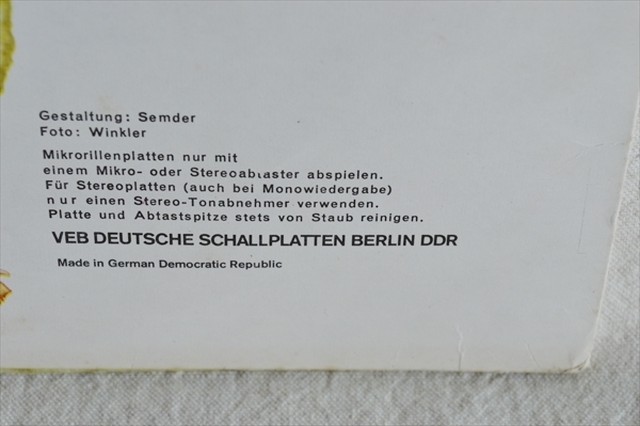 Gestaltung: Semder
Foto: Winkler
Mikrorillenplatten nur mit
einem Mikro- oder Stereoabtaster abspielen.
Für Stereoplatten (auch bei Monowiedergabe)
nur einen Stereo-Tonabnehmer verwenden.
Platte und Abtastspitze stets von Staub reinigen.
VEB DEUTSCHE SCHALLPLATTEN BERLIN DDR
Made in German Democratic Republic